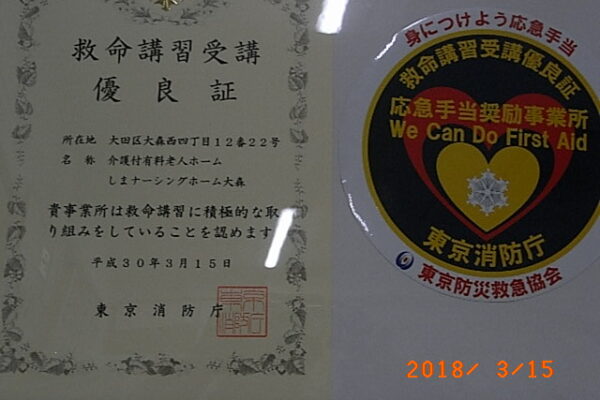 救命講習受講
優良証
所在地 大田区大森西四丁目12番22号
名称 介護付有料老人ホーム
しまナーシングホーム大森
貴事業所は救命講習に積極的な取
り組みをしていることを認めます
平成30年3月15日
東京消防庁
身につけよう応急手当
救命講習受講優良証
応急手当奨励事業所
We Can Do First Aid
東京消防庁
東京防災救急協会
2018/ 3/15